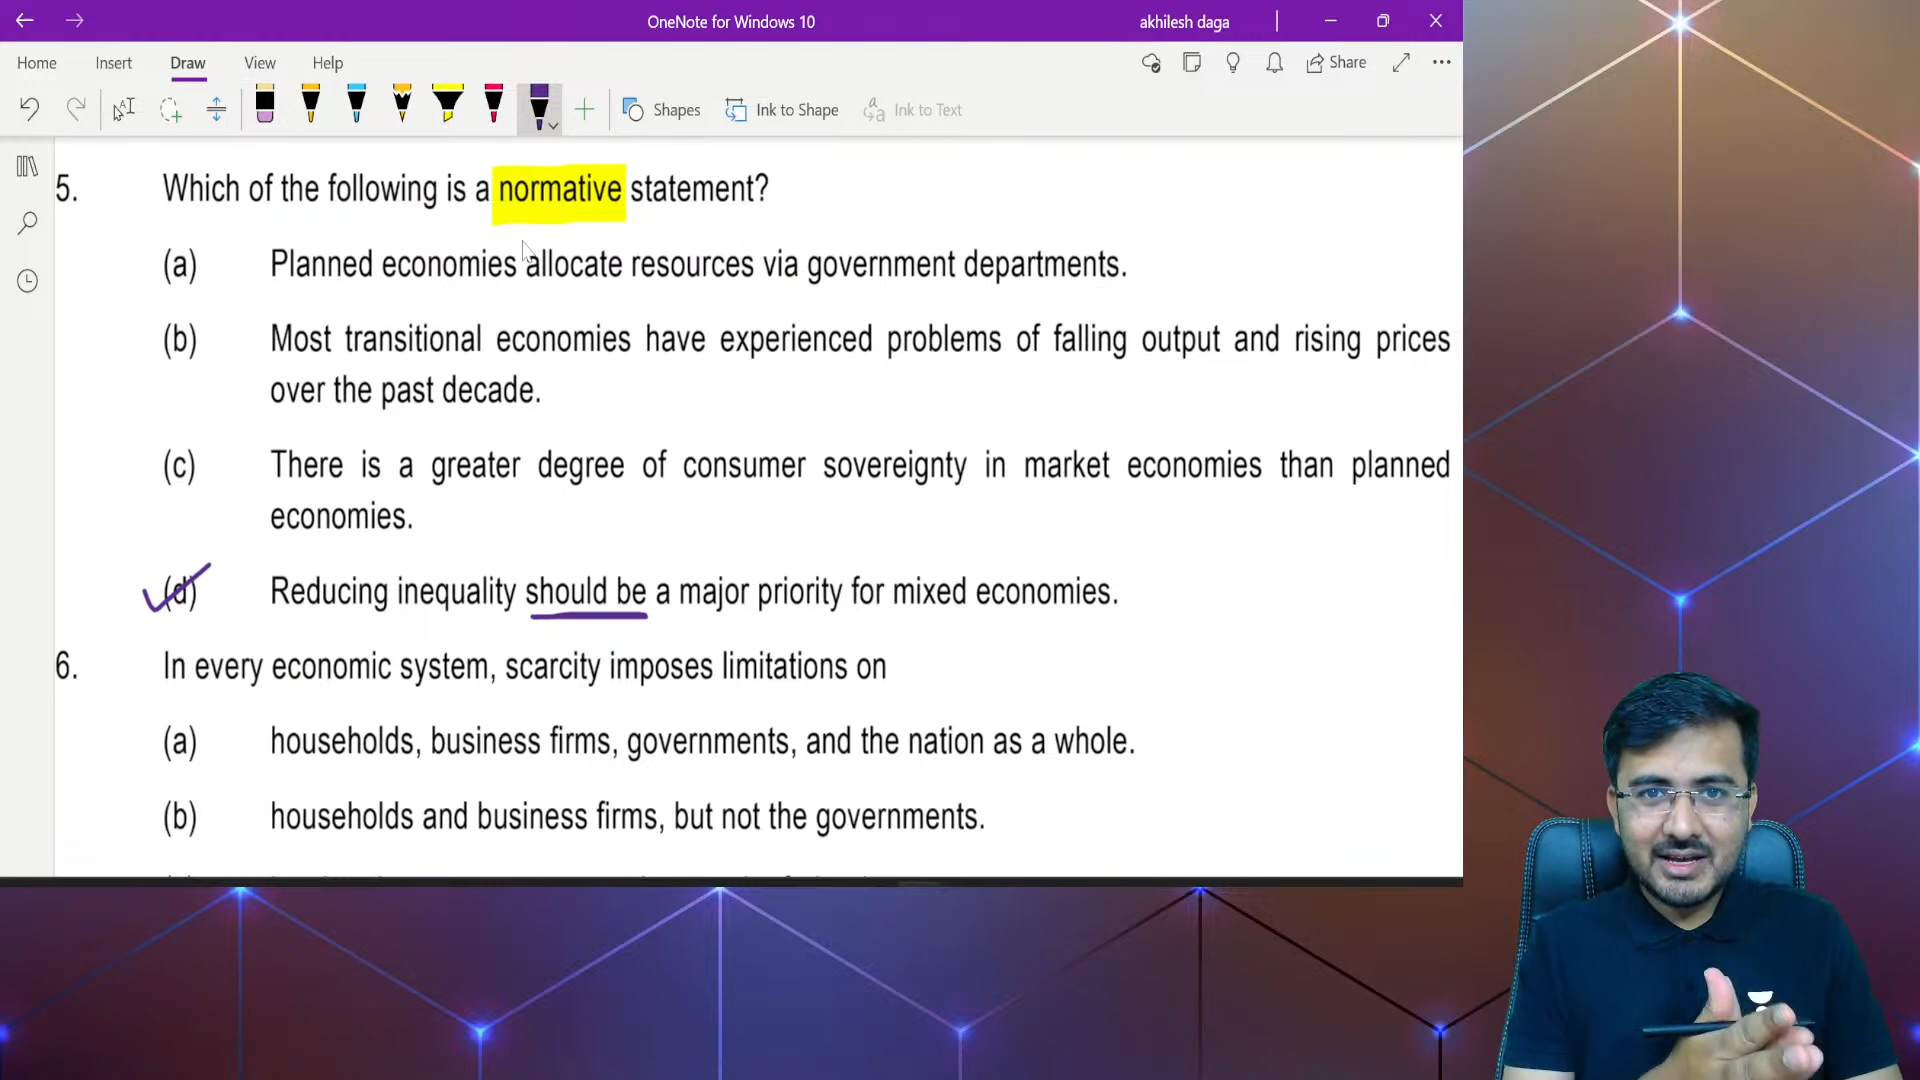 OneNote for Windows 10
akhilesh daga
Home Insert Draw View Help
Share
Shapes Ink to Shape Ink to Text
5. Which of the following is a normative statement?
(a) Planned economies allocate resources via government departments.
(b) Most transitional economies have experienced problems of falling output and rising prices
over the past decade.
(c) There is a greater degree of consumer sovereignty in market economies than planned
economies.
(d) Reducing inequality should be a major priority for mixed economies.
6. In every economic system, scarcity imposes limitations on
(a) households, business firms, governments, and the nation as a whole.
(b) households and business firms, but not the governments.